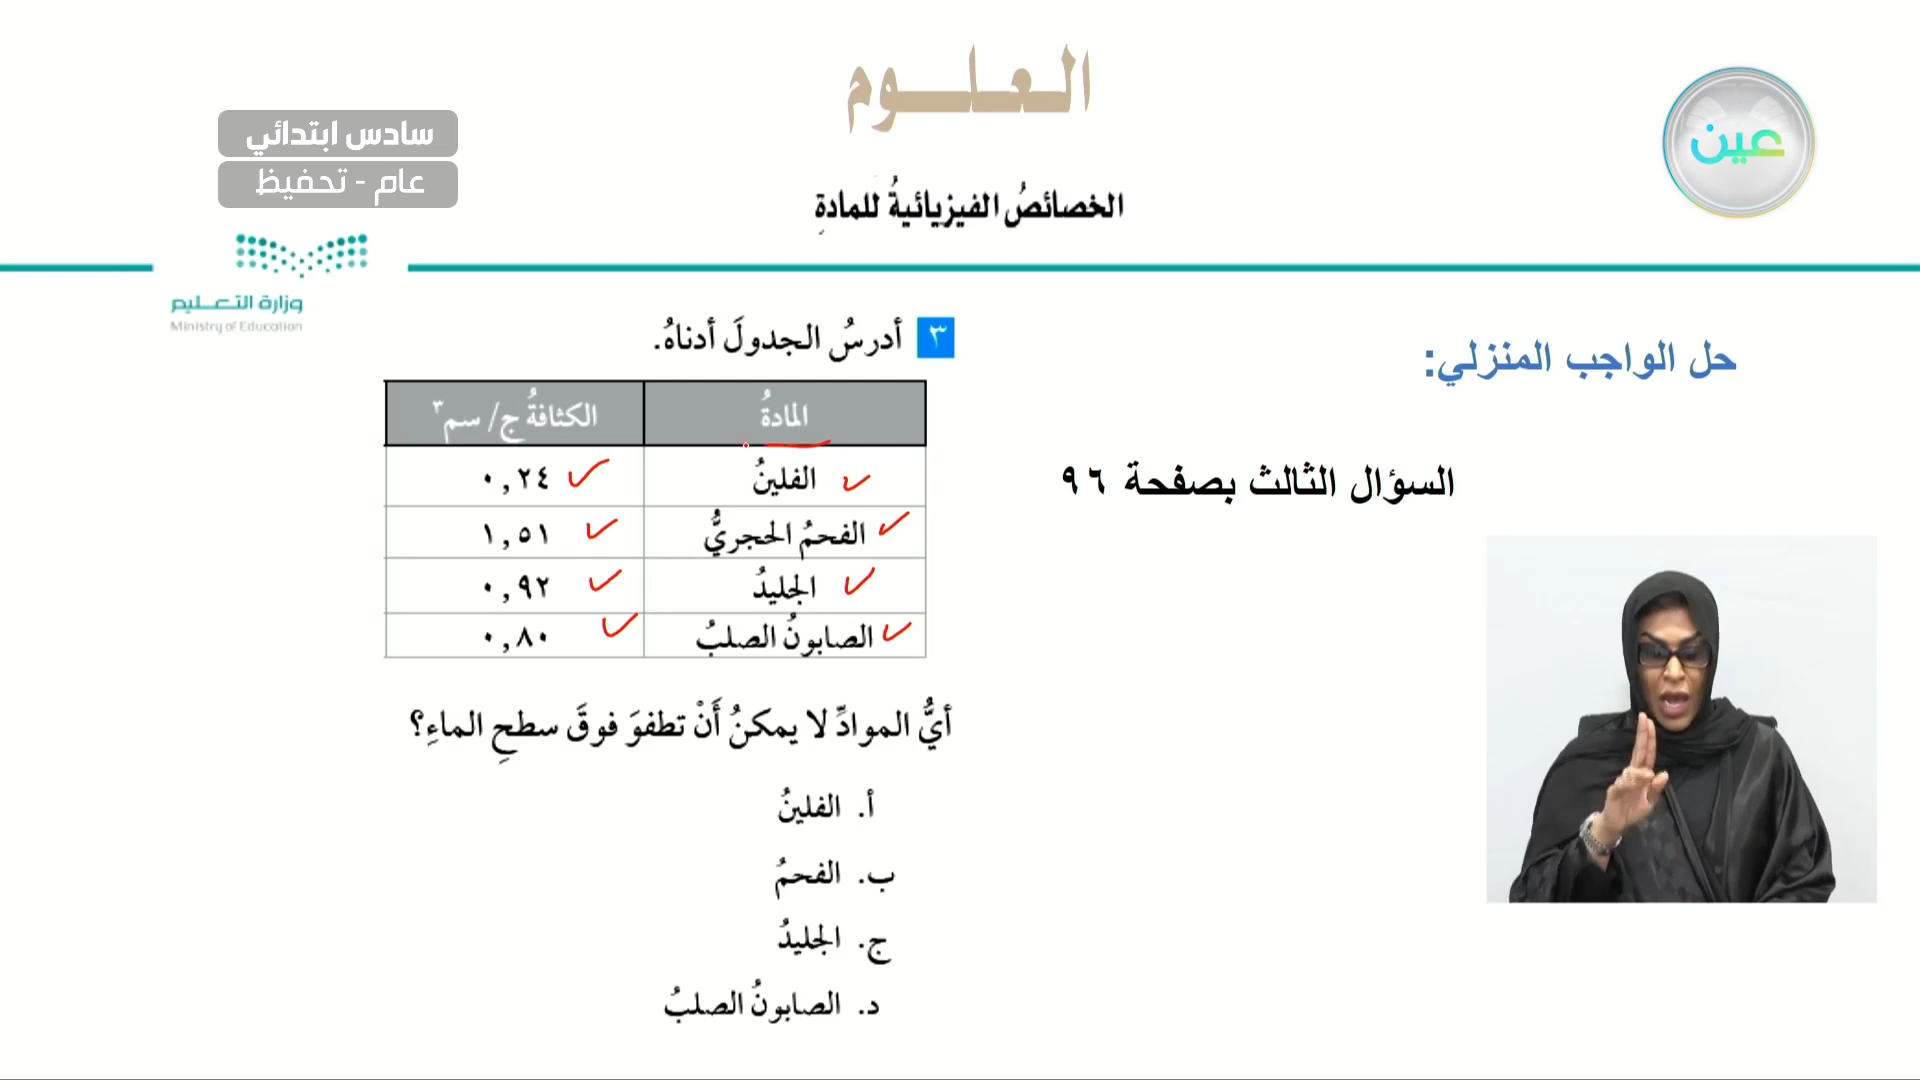 العلوم
عين
سادس ابتدائي
عام - تحفيظ
الخصائصُ الفيزيائيةُ للمادةِ
وزارة التعليم
Ministry of Education
حل الواجب المنزلي:
السؤال الثالث بصفحة ٩٦
٣ أدرسُ الجدولَ أدناهُ.
المادةُ الكثافةُ ج/ سم٣
الفلينُ ٠,٢٤
الفحمُ الحجريُّ ١,٥١
الجليدُ ٠,٩٢
الصابونُ الصلبُ ٠,٨٠
أيُّ الموادِّ لا يمكنُ أَنْ تطفوَ فوقَ سطحِ الماءِ؟
أ. الفلينُ
ب. الفحمُ
ج. الجليدُ
د. الصابونُ الصلبُ